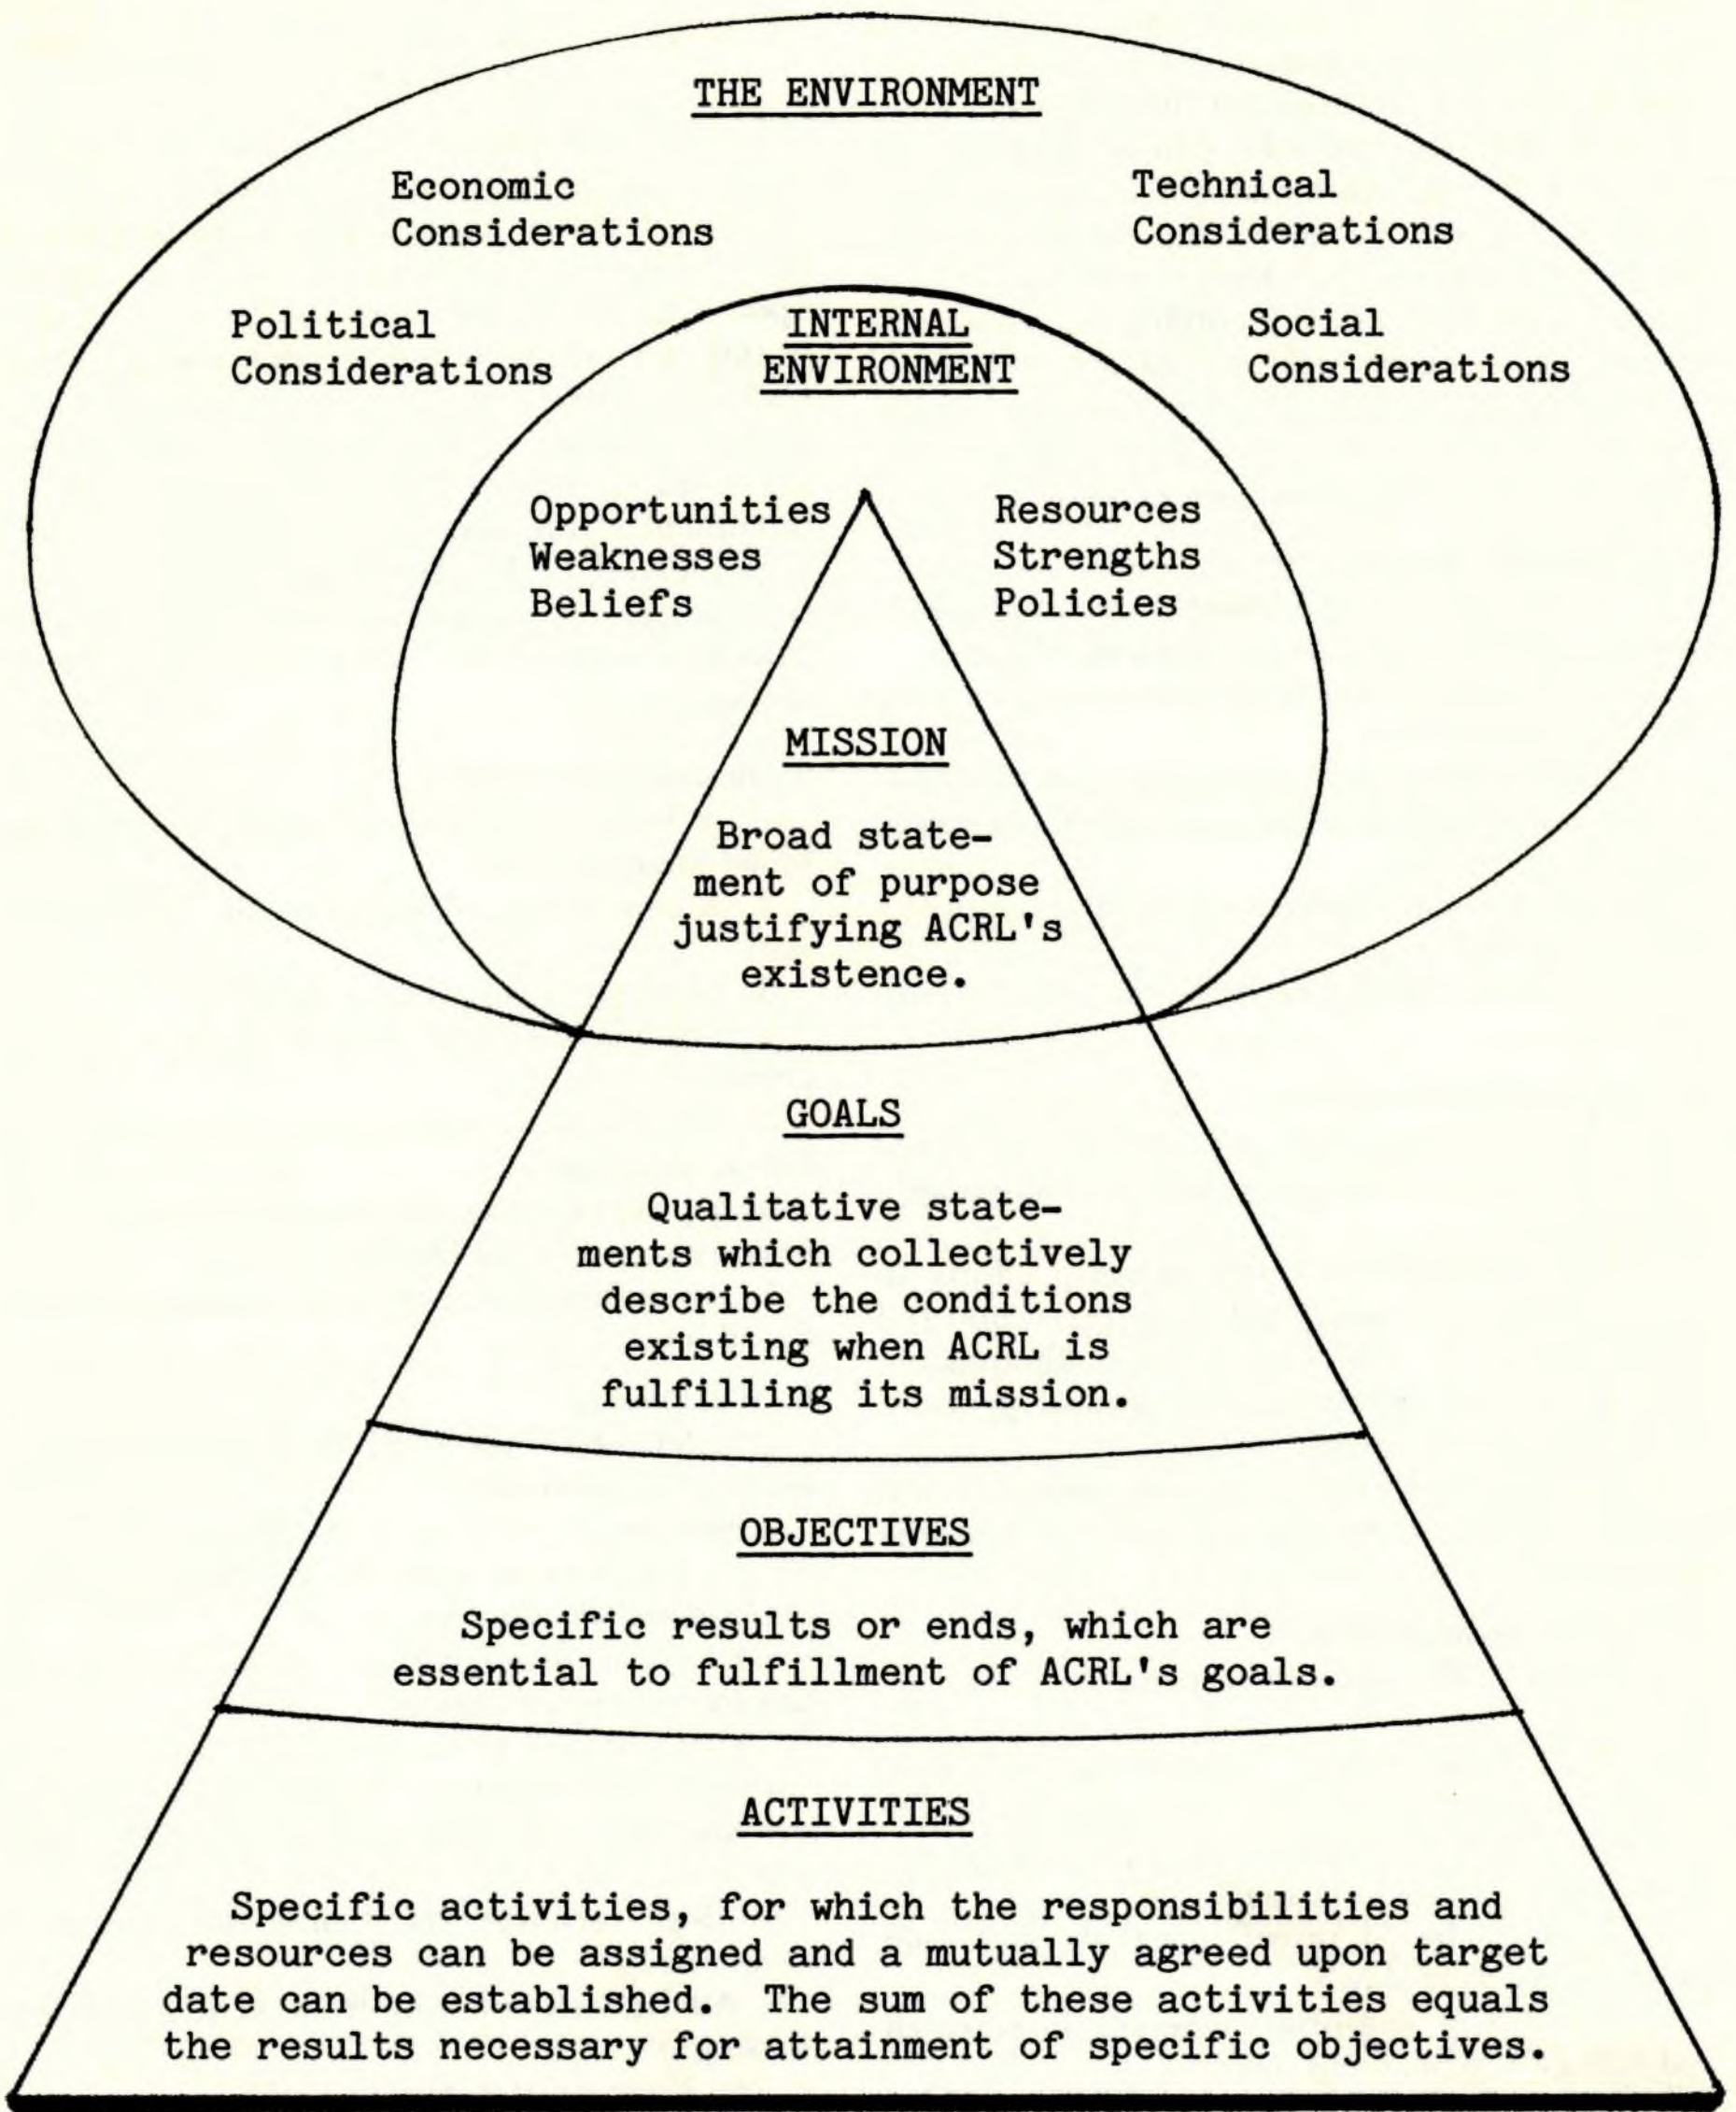 THE ENVIRONMENT
Economic
Considerations
Technical
Considerations
Political
Considerations
INTERNAL
ENVIRONMENT
Social
Considerations
Opportunities
Weaknesses
Beliefs
Resources
Strengths
Policies
MISSION
Broad state-
ment of purpose
justifying ACRL's
existence.
GOALS
Qualitative state-
ments which collectively
describe the conditions
existing when ACRL is
fulfilling its mission.
OBJECTIVES
Specific results or ends, which are
essential to fulfillment of ACRL's goals.
ACTIVITIES
Specific activities, for which the responsibilities and
resources can be assigned and a mutually agreed upon target
date can be established.  The sum of these activities equals
the results necessary for attainment of specific objectives.